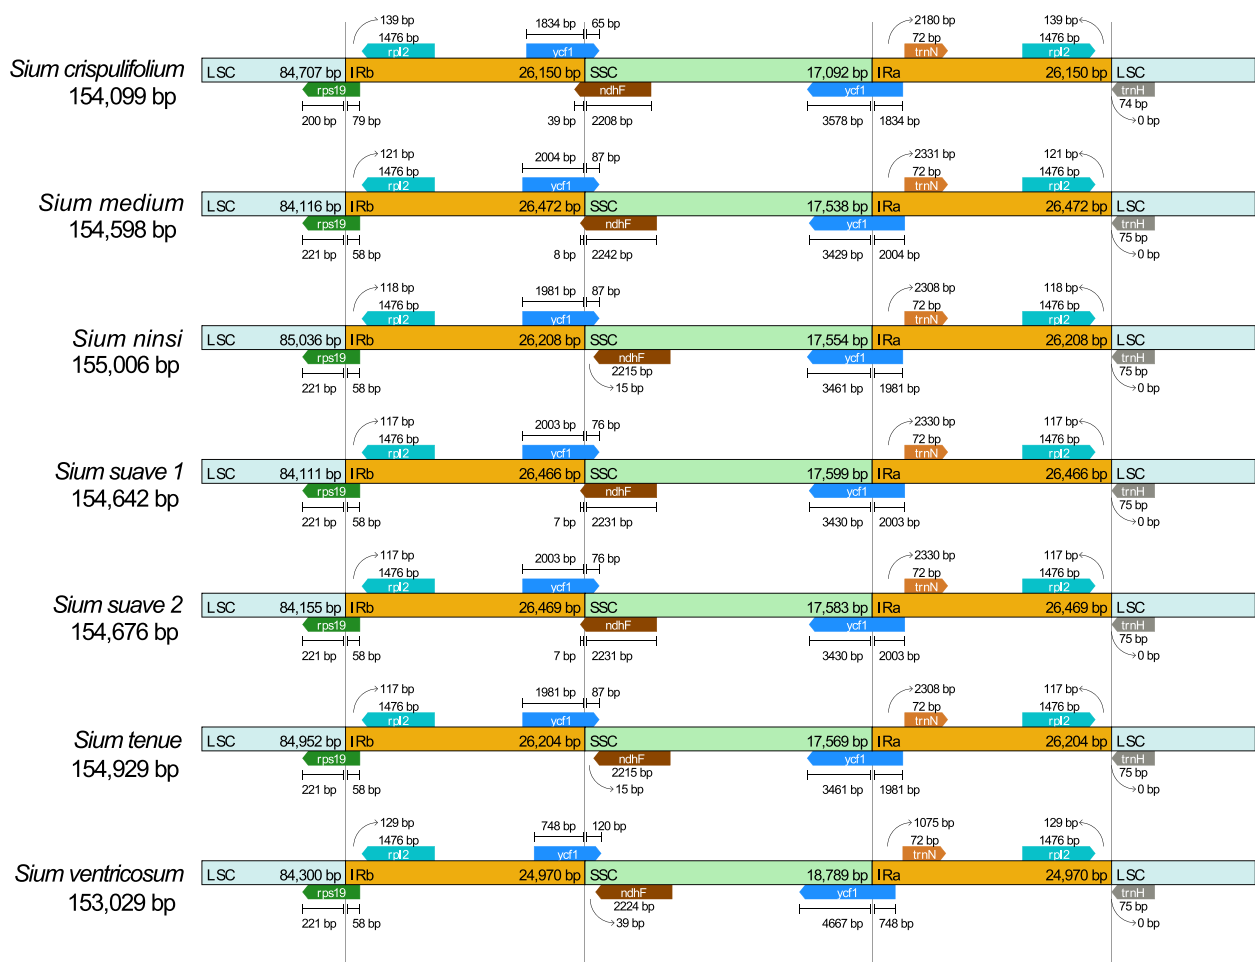 139 bp 1834 bp 65 bp 2180 bp 139 bp
1476 bp 72 bp 1476 bp
rpl2 ycf1 trnN rpl2
Sium crispulifolium LSC 84,707 bp IRb 26,150 bp SSC 17,092 bp IRa 26,150 bp LSC
154,099 bp rps19 ndhF ycf1 trnH
200 bp 79 bp 39 bp 2208 bp 3578 bp 1834 bp 74 bp
0 bp
121 bp 2004 bp 87 bp 2331 bp 121 bp
1476 bp 72 bp 1476 bp
rpl2 ycf1 trnN rpl2
Sium medium LSC 84,116 bp IRb 26,472 bp SSC 17,538 bp IRa 26,472 bp LSC
154,598 bp rps19 ndhF ycf1 trnH
75 bp
221 bp 58 bp 8 bp 2242 bp 3429 bp 2004 bp 0 bp
118 bp 1981 bp 87 bp 2308 bp 118 bp
1476 bp 72 bp 1476 bp
rpl2 ycf1 trnN rpl2
Sium ninsi LSC 85,036 bp IRb 26,208 bp SSC 17,554 bp IRa 26,208 bp LSC
155,006 bp rps19 ndhF ycf1 trnH
2215 bp 75 bp
221 bp 58 bp 15 bp 3461 bp 1981 bp 0 bp
117 bp 2003 bp 76 bp 2330 bp 117 bp
1476 bp 72 bp 1476 bp
rpl2 ycf1 trnN rpl2
Sium suave 1 LSC 84,111 bp IRb 26,466 bp SSC 17,599 bp IRa 26,466 bp LSC
154,642 bp rps19 ndhF ycf1 trnH
75 bp
221 bp 58 bp 7 bp 2231 bp 3430 bp 2003 bp 0 bp
117 bp 2003 bp 76 bp 2330 bp 117 bp
1476 bp 72 bp 1476 bp
rpl2 ycf1 trnN rpl2
Sium suave 2 LSC 84,155 bp IRb 26,469 bp SSC 17,583 bp IRa 26,469 bp LSC
154,676 bp rps19 ndhF ycf1 trnH
75 bp
221 bp 58 bp 7 bp 2231 bp 3430 bp 2003 bp 0 bp
117 bp 1981 bp 87 bp 2308 bp 117 bp
1476 bp 72 bp 1476 bp
rpl2 ycf1 trnN rpl2
Sium tenue LSC 84,952 bp IRb 26,204 bp SSC 17,569 bp IRa 26,204 bp LSC
154,929 bp rps19 ndhF ycf1 trnH
2215 bp 75 bp
221 bp 58 bp 15 bp 3461 bp 1981 bp 0 bp
129 bp 748 bp 120 bp 1075 bp 129 bp
1476 bp 72 bp 1476 bp
rpl2 ycf1 trnN rpl2
Sium ventricosum LSC 84,300 bp IRb 24,970 bp SSC 18,789 bp IRa 24,970 bp LSC
153,029 bp rps19 ndhF ycf1 trnH
2224 bp 75 bp
221 bp 58 bp 39 bp 4667 bp 748 bp 0 bp